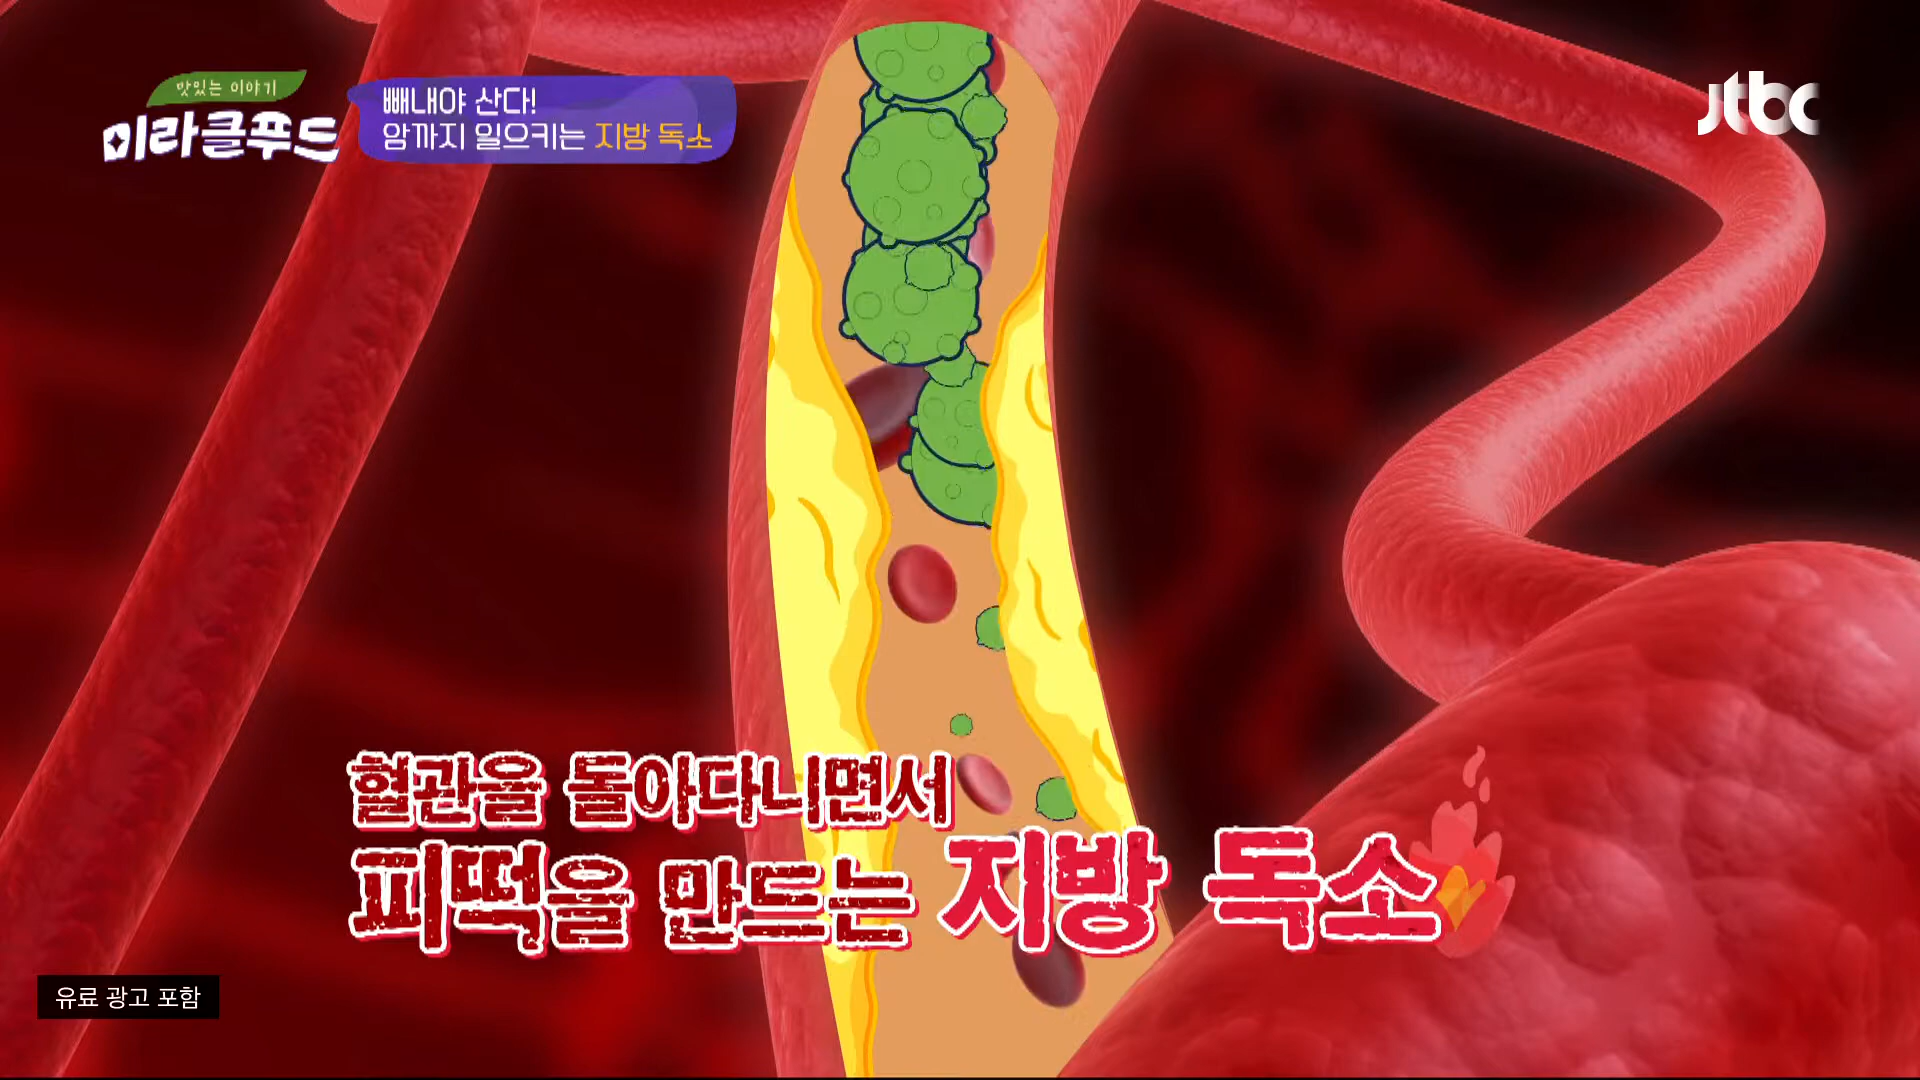 맛있는 이야기
미라클푸드
빼내야 산다!
암까지 일으키는 지방 독소
jtbc
혈관을 돌아다니면서
피떡을 만드는 지방 독소
유료 광고 포함